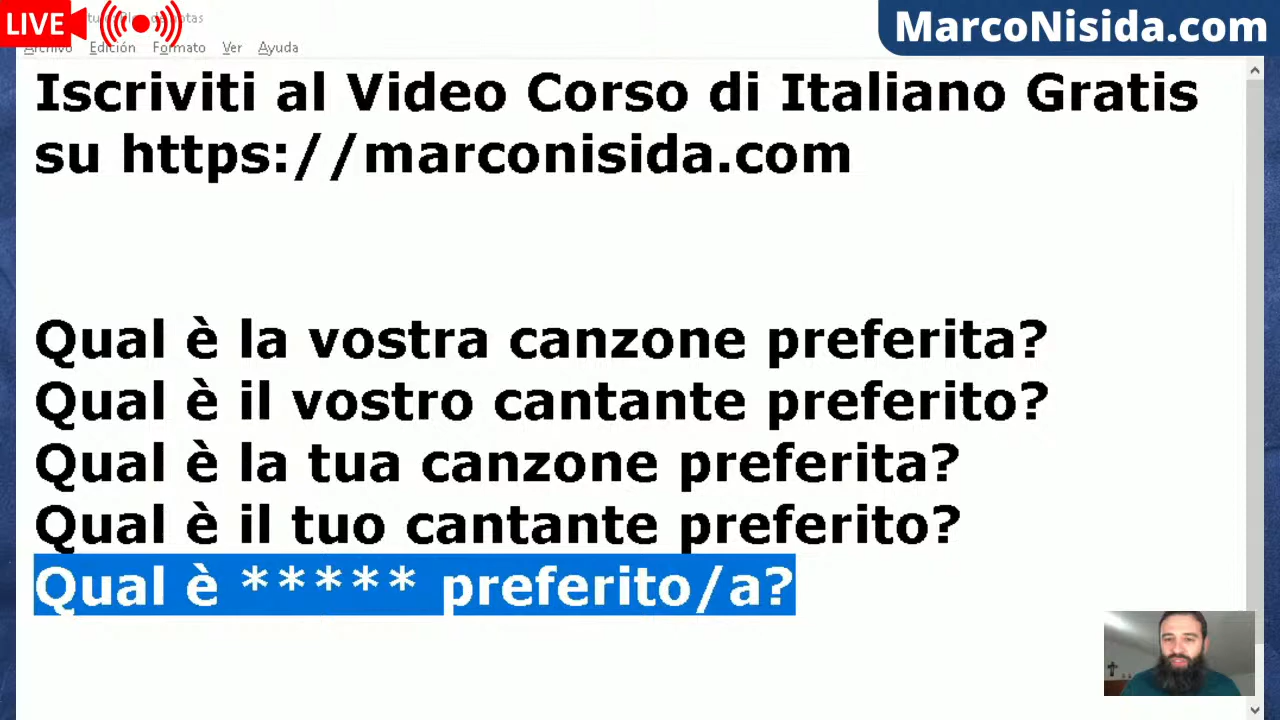 LIVE
MarcoNisida.com
Archivo Edición Formato Ver Ayuda
Iscriviti al Video Corso di Italiano Gratis
su https://marconisida.com
Qual è la vostra canzone preferita?
Qual è il vostro cantante preferito?
Qual è la tua canzone preferita?
Qual è il tuo cantante preferito?
Qual è ***** preferito/a?